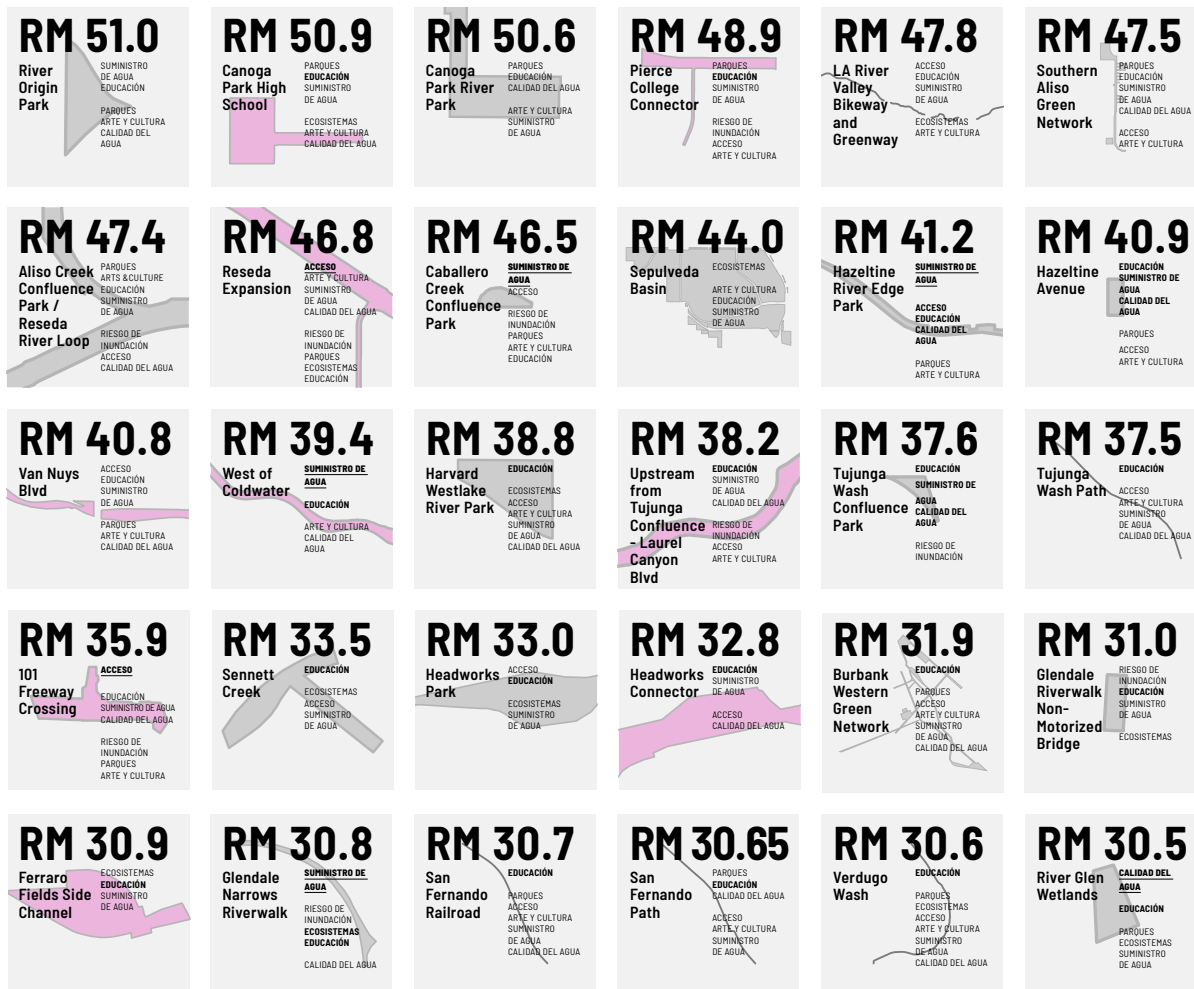 RM 51.0
River
Origin
Park
SUMINISTRO
DE AGUA
EDUCACIÓN
PARQUES
ARTE Y CULTURA
CALIDAD DEL
AGUA
RM 50.9
Canoga
Park High
School
PARQUES
EDUCACIÓN
SUMINISTRO
DE AGUA
ECOSISTEMAS
ARTE Y CULTURA
CALIDAD DEL AGUA
RM 50.6
Canoga
Park River
Park
PARQUES
EDUCACIÓN
CALIDAD DEL AGUA
ARTE Y CULTURA
SUMINISTRO
DE AGUA
RM 48.9
Pierce
College
Connector
PARQUES
EDUCACIÓN
SUMINISTRO
DE AGUA
RIESGO DE
INUNDACIÓN
ACCESO
ARTE Y CULTURA
RM 47.8
LA River
Valley
Bikeway
and
Greenway
ACCESO
EDUCACIÓN
SUMINISTRO
DE AGUA
ECOSISTEMAS
ARTE Y CULTURA
RM 47.5
Southern
Aliso
Green
Network
PARQUES
EDUCACIÓN
SUMINISTRO
DE AGUA
CALIDAD DEL AGUA
ACCESO
ARTE Y CULTURA
RM 47.4
Aliso Creek
Confluence
Park /
Reseda
River Loop
PARQUES
ARTS &CULTURE
EDUCACIÓN
SUMINISTRO
DE AGUA
RIESGO DE
INUNDACIÓN
ACCESO
CALIDAD DEL AGUA
RM 46.8
Reseda
Expansion
ACCESO
ARTE Y CULTURA
SUMINISTRO
DE AGUA
CALIDAD DEL AGUA
RIESGO DE
INUNDACIÓN
PARQUES
ECOSISTEMAS
EDUCACIÓN
RM 46.5
Caballero
Creek
Confluence
Park
SUMINISTRO DE
AGUA
ACCESO
RIESGO DE
INUNDACIÓN
PARQUES
ARTE Y CULTURA
EDUCACIÓN
RM 44.0
Sepulveda
Basin
ECOSISTEMAS
ARTE Y CULTURA
EDUCACIÓN
SUMINISTRO
DE AGUA
RM 41.2
Hazeltine
River Edge
Park
SUMINISTRO DE
AGUA
ACCESO
EDUCACIÓN
CALIDAD DEL
AGUA
PARQUES
ARTE Y CULTURA
RM 40.9
Hazeltine
Avenue
EDUCACIÓN
SUMINISTRO DE
AGUA
CALIDAD DEL
AGUA
PARQUES
ACCESO
ARTE Y CULTURA
RM 40.8
Van Nuys
Blvd
ACCESO
EDUCACIÓN
SUMINISTRO
DE AGUA
PARQUES
ARTE Y CULTURA
CALIDAD DEL AGUA
RM 39.4
West of
Coldwater
SUMINISTRO DE
AGUA
EDUCACIÓN
ARTE Y CULTURA
CALIDAD DEL
AGUA
RM 38.8
Harvard
Westlake
River Park
EDUCACIÓN
ECOSISTEMAS
ACCESO
ARTE Y CULTURA
SUMINISTRO
DE AGUA
CALIDAD DEL AGUA
RM 38.2
Upstream
from
Tujunga
Confluence
- Laurel
Canyon
Blvd
EDUCACIÓN
SUMINISTRO
DE AGUA
CALIDAD DEL AGUA
RIESGO DE
INUNDACIÓN
ACCESO
ARTE Y CULTURA
RM 37.6
Tujunga
Wash
Confluence
Park
EDUCACIÓN
SUMINISTRO DE
AGUA
CALIDAD DEL
AGUA
RIESGO DE
INUNDACIÓN
RM 37.5
Tujunga
Wash Path
EDUCACIÓN
ACCESO
ARTE Y CULTURA
SUMINISTRO
DE AGUA
CALIDAD DEL AGUA
RM 35.9
101
Freeway
Crossing
ACCESO
EDUCACIÓN
SUMINISTRO DE AGUA
CALIDAD DEL AGUA
RIESGO DE
INUNDACIÓN
PARQUES
ARTE Y CULTURA
RM 33.5
Sennett
Creek
EDUCACIÓN
ECOSISTEMAS
ACCESO
SUMINISTRO
DE AGUA
RM 33.0
Headworks
Park
ACCESO
EDUCACIÓN
ECOSISTEMAS
SUMINISTRO
DE AGUA
RM 32.8
Headworks
Connector
EDUCACIÓN
SUMINISTRO
DE AGUA
ACCESO
CALIDAD DEL AGUA
RM 31.9
Burbank
Western
Green
Network
EDUCACIÓN
PARQUES
ACCESO
ARTE Y CULTURA
SUMINISTRO
DE AGUA
CALIDAD DEL AGUA
RM 31.0
Glendale
Riverwalk
Non-
Motorized
Bridge
RIESGO DE
INUNDACIÓN
EDUCACIÓN
SUMINISTRO
DE AGUA
ECOSISTEMAS
RM 30.9
Ferraro
Fields Side
Channel
ECOSISTEMAS
EDUCACIÓN
SUMINISTRO
DE AGUA
RM 30.8
Glendale
Narrows
Riverwalk
SUMINISTRO DE
AGUA
RIESGO DE
INUNDACIÓN
ECOSISTEMAS
EDUCACIÓN
CALIDAD DEL AGUA
RM 30.7
San
Fernando
Railroad
EDUCACIÓN
PARQUES
ACCESO
ARTE Y CULTURA
SUMINISTRO
DE AGUA
CALIDAD DEL AGUA
RM 30.65
San
Fernando
Path
PARQUES
EDUCACIÓN
CALIDAD DEL AGUA
ACCESO
ARTE Y CULTURA
SUMINISTRO
DE AGUA
RM 30.6
Verdugo
Wash
EDUCACIÓN
PARQUES
ECOSISTEMAS
ACCESO
ARTE Y CULTURA
SUMINISTRO
DE AGUA
CALIDAD DEL AGUA
RM 30.5
River Glen
Wetlands
CALIDAD DEL
AGUA
EDUCACIÓN
PARQUES
ECOSISTEMAS
SUMINISTRO
DE AGUA